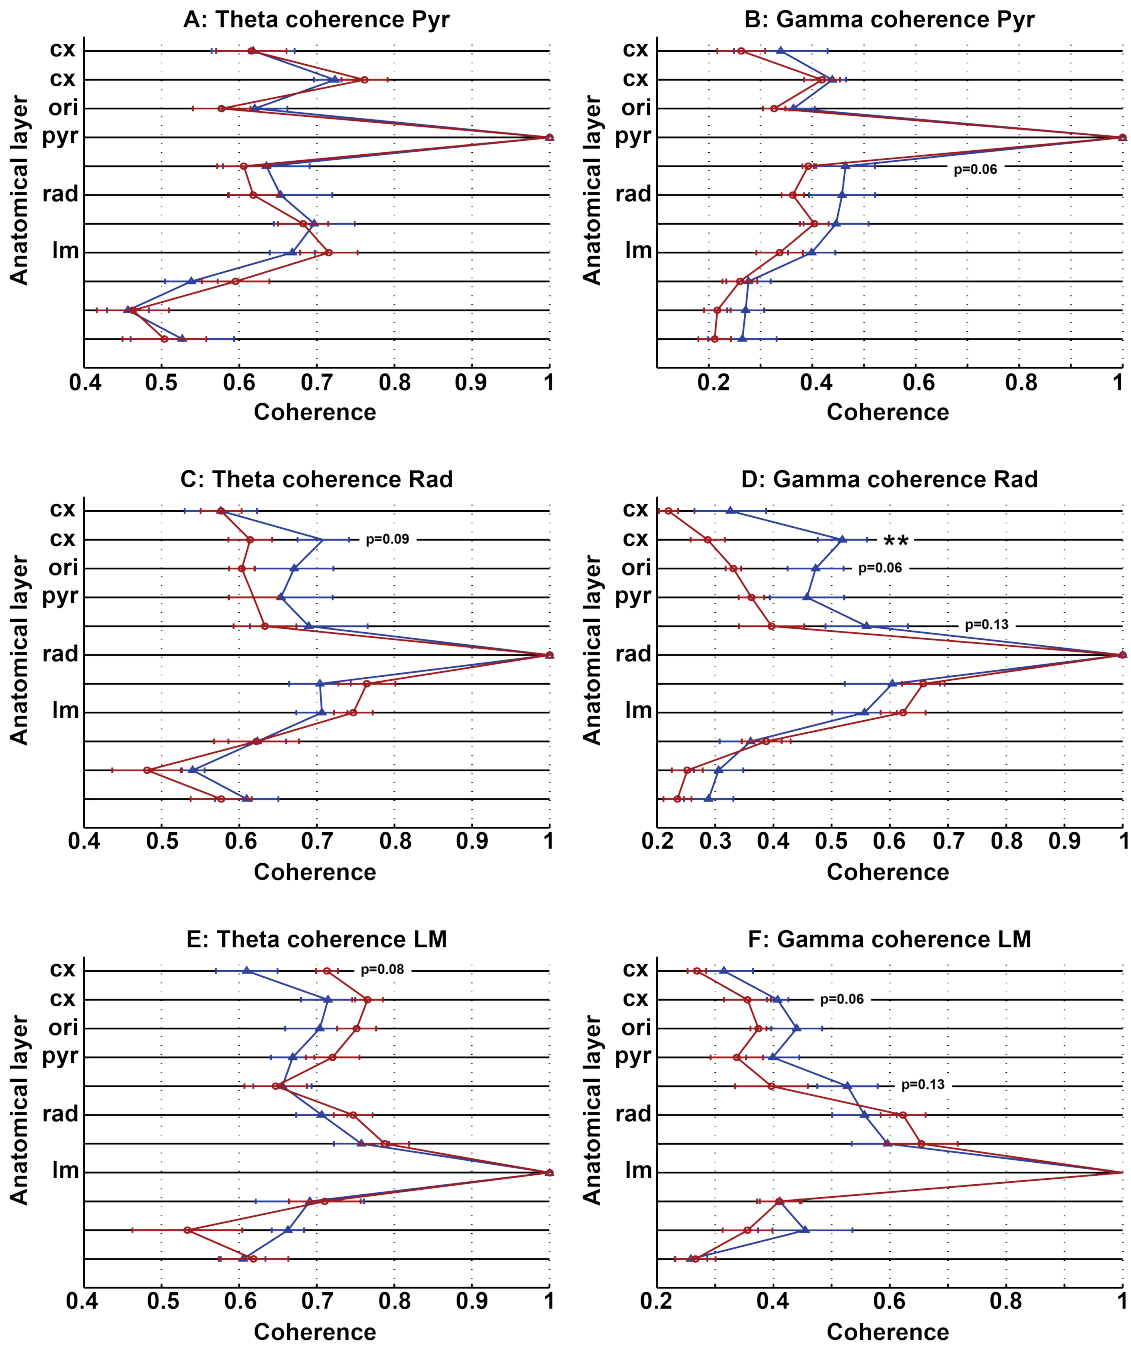 A: Theta coherence Pyr
cx
cx
ori
pyr
rad
lm
Anatomical layer
0.4 0.5 0.6 0.7 0.8 0.9 1
Coherence
B: Gamma coherence Pyr
cx
cx
ori
pyr
p=0.06
rad
lm
Anatomical layer
0.2 0.4 0.6 0.8 1
Coherence
C: Theta coherence Rad
cx
cx
p=0.09
ori
pyr
rad
lm
Anatomical layer
0.4 0.5 0.6 0.7 0.8 0.9 1
Coherence
D: Gamma coherence Rad
cx
cx
**
ori
p=0.06
pyr
p=0.13
rad
lm
Anatomical layer
0.2 0.3 0.4 0.5 0.6 0.7 0.8 0.9 1
Coherence
E: Theta coherence LM
cx
p=0.08
cx
ori
pyr
rad
lm
Anatomical layer
0.4 0.5 0.6 0.7 0.8 0.9 1
Coherence
F: Gamma coherence LM
cx
cx
p=0.06
ori
pyr
p=0.13
rad
lm
Anatomical layer
0.2 0.4 0.6 0.8 1
Coherence